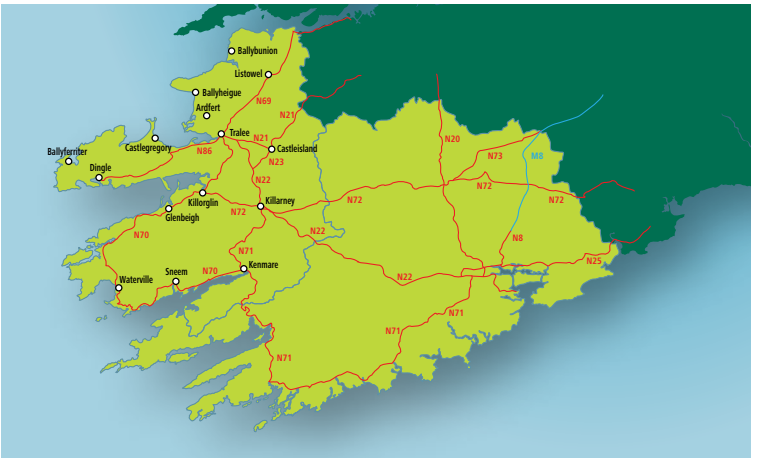 Ballybunion
Listowel
Ballyheigue
N69
Ardfert
N21
Tralee
N20
N21
Castleisland
Castlegregory
N73
M8
Ballyferriter
N86
N23
Dingle
N22
N72
Killorglin
N72
Killarney
N72
N72
Glenbeigh
N70
N22
N8
N71
N25
Kenmare
Sneem
N70
N22
Waterville
N71
N71
N71